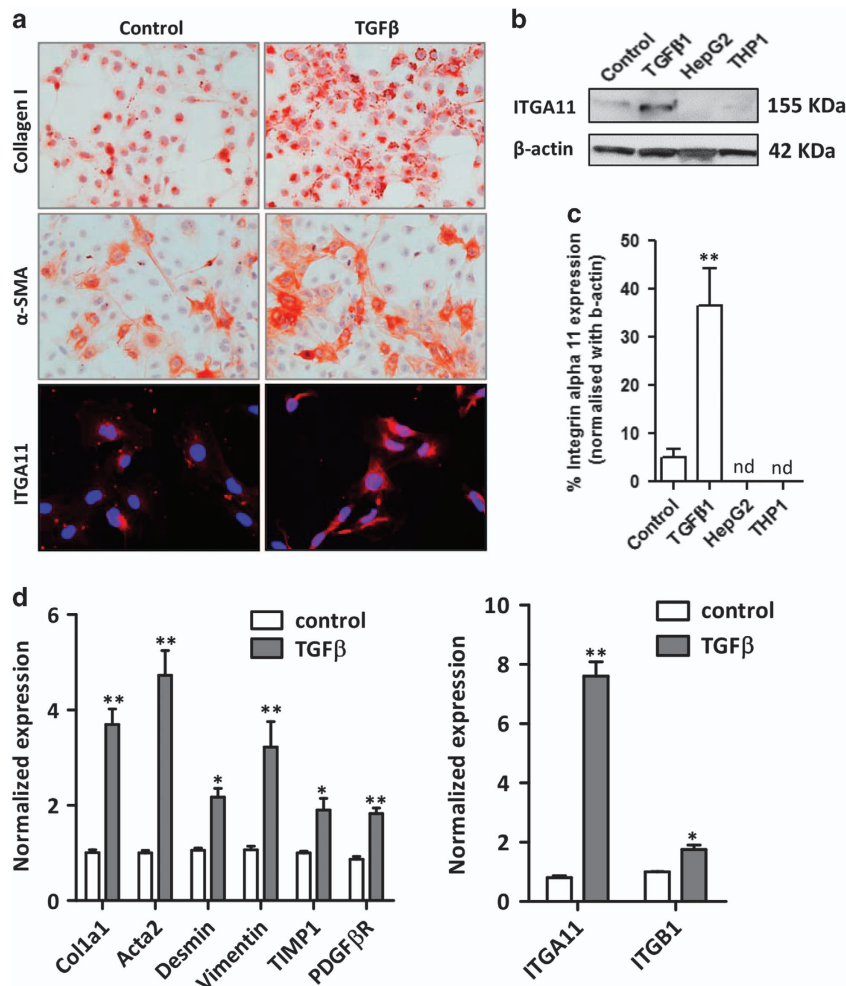 a
Control
TGFβ
Collagen I
α-SMA
ITGA11
b
Control
TGFβ1
HepG2
THP1
ITGA11
155 KDa
β-actin
42 KDa
c
% Integrin alpha 11 expression
(normalised with b-actin)
50
40
30
20
10
0
**
nd
nd
Control
TGFβ1
HepG2
THP1
d
Normalized expression
6
4
2
0
control
TGFβ
**
**
*
**
*
**
Col1a1
Acta2
Desmin
Vimentin
TIMP1
PDGFβR
Normalized expression
10
8
6
4
2
0
control
TGFβ
**
*
ITGA11
ITGB1